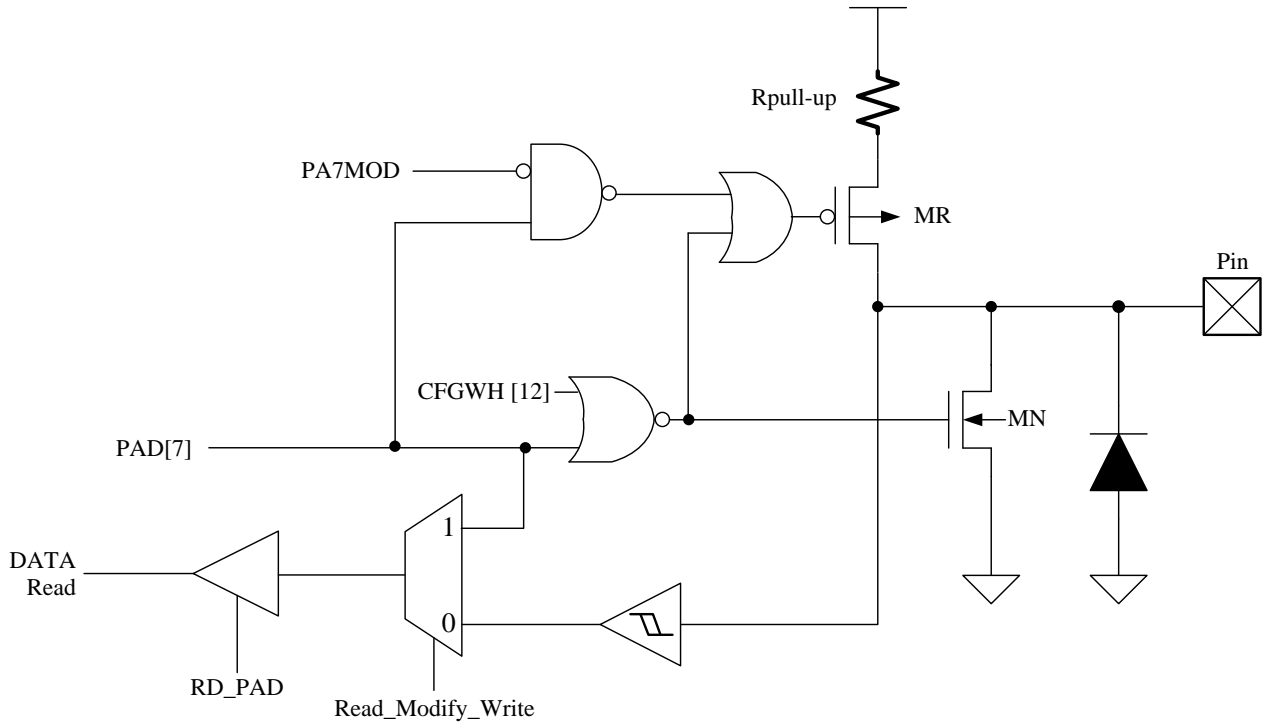 Rpull-up
PA7MOD
MR
Pin
CFGWH [12]
MN
PAD[7]
1
DATA
Read
0
RD_PAD
Read_Modify_Write